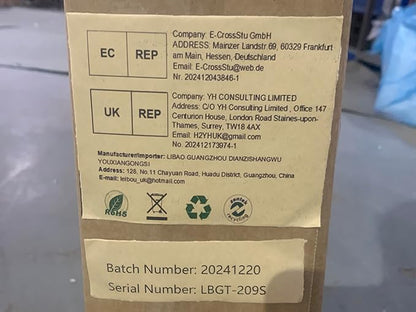 EC REP
Company: E-CrossStu GmbH
ADDRESS: Mainzer Landstr.69, 60329 Frankfurt
am Main, Hessen, Deutschland
Email: E-CrossStu@web.de
Nr. 202412043846-1
UK REP
Company: YH CONSULTING LIMITED
Address: C/O YH Consulting Limited , Office 147
Centurion House, London Road Staines-upon-
Thames, Surrey, TW18 4AX
Email: H2YHUK@gmail.com
No. 202412173974-1
Manufacturer/importer: LIBAO GUANGZHOU DIANZISHANGWU
YOUXIANGONGSI
Address: 128, No.11 Chayuan Road, Huadu District, Guangzhou, China
E-mail: leibou_uk@hotmail.com
RoHS
Batch Number: 20241220
Serial Number: LBGT-209S